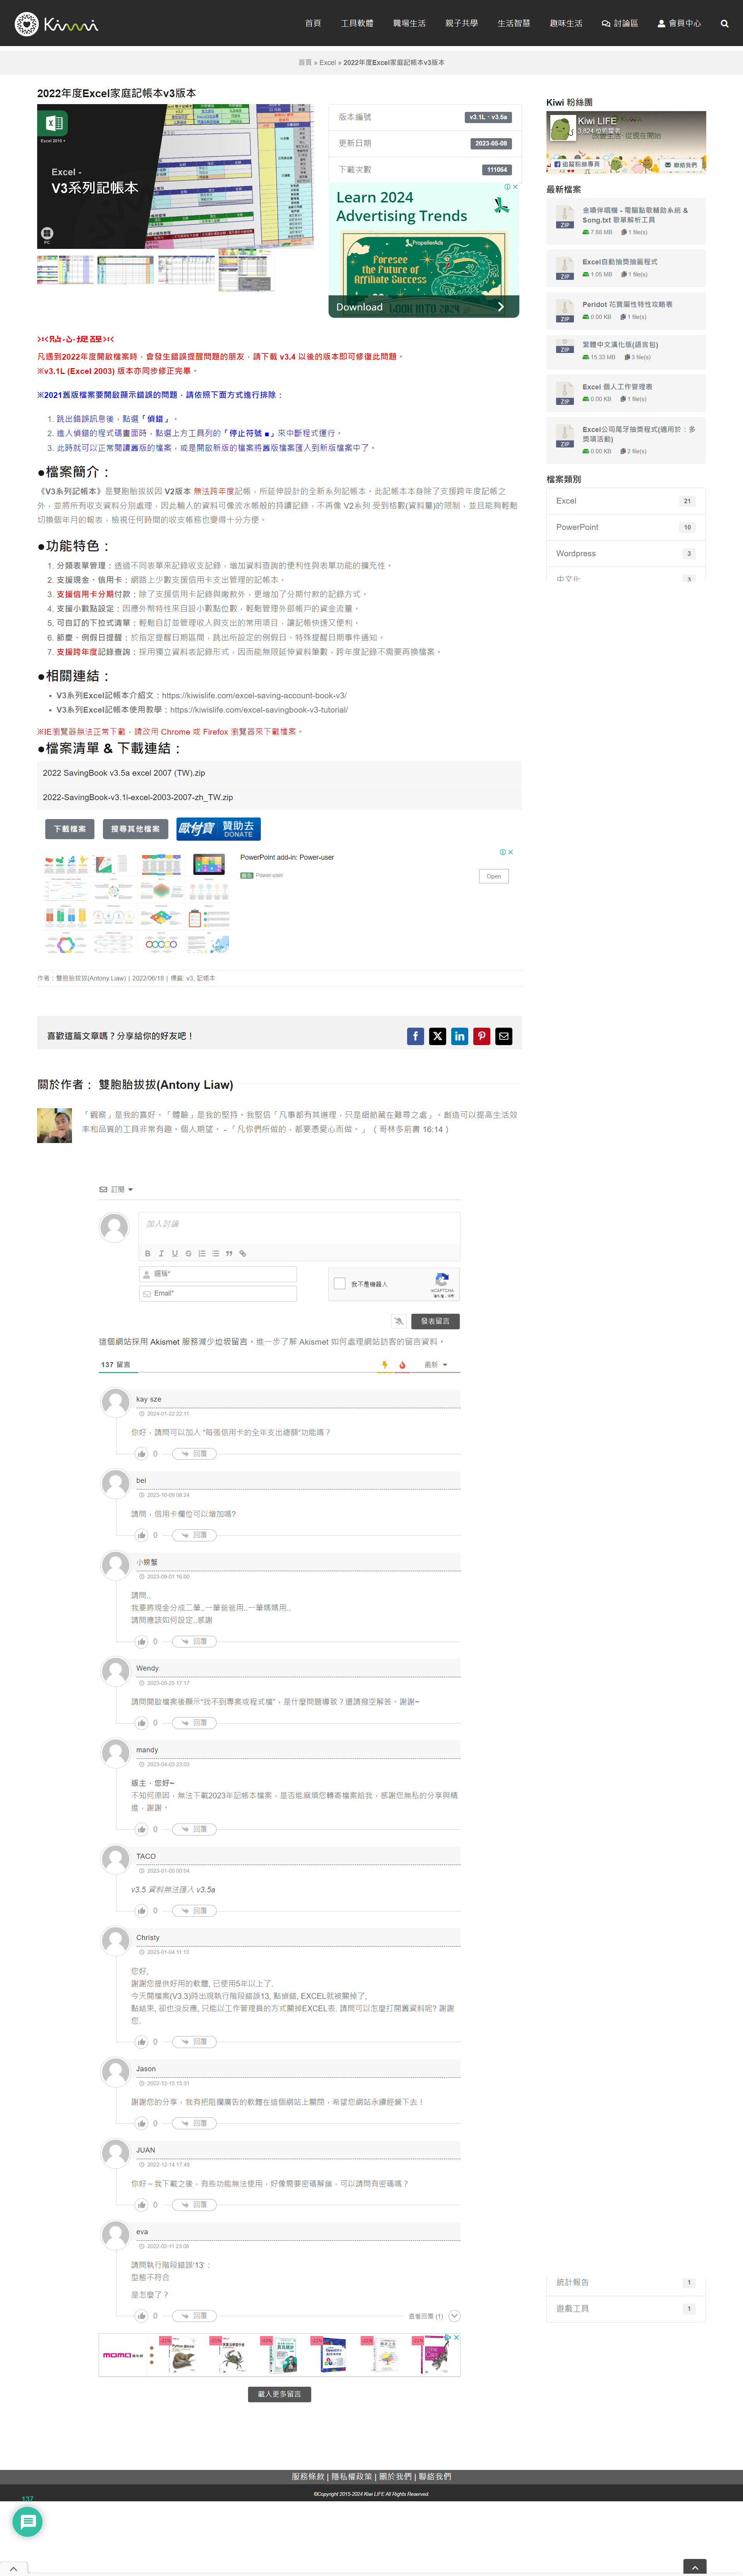 Kiwi
首頁
工具軟體
職場生活
親子共學
生活智慧
趣味生活
討論區
會員中心
首頁 » Excel » 2022年度Excel家庭記帳本v3版本
2022年度Excel家庭記帳本v3版本
Excel 2010 +
Excel -
V3系列記帳本
PC
版本編號
v3.1L、v3.5a
更新日期
2023-05-08
下載次數
111064
Learn 2024
Advertising Trends
PropellerAds
Foresee the
Future of
Affiliate Success
LOOK INTO 2024
Download
Kiwi 粉絲團
Kiwi LIFE
3,824 位追蹤者
追蹤粉絲專頁
聯絡我們
最新檔案
金嗓伴唱機 - 電腦點歌輔助系統 &
Song.txt 歌單解析工具
ZIP
7.88 MB
1 file(s)
Excel自動抽獎抽籤程式
ZIP
1.05 MB
1 file(s)
Peridot 花寶屬性特性攻略表
ZIP
0.00 KB
1 file(s)
繁體中文漢化版(語言包)
ZIP
15.33 MB
3 file(s)
Excel 個人工作管理表
ZIP
0.00 KB
1 file(s)
Excel公司尾牙抽獎程式(適用於：多
獎項活動)
ZIP
0.00 KB
2 file(s)
檔案類別
Excel
21
PowerPoint
10
Wordpress
3
中文化
3
>:<貼·心·提·醒>:<
凡遇到2022年度開啟檔案時，會發生錯誤提醒問題的朋友，請下載 v3.4 以後的版本即可修復此問題。
※v3.1L (Excel 2003) 版本亦同步修正完畢。
※2021舊版檔案要開啟顯示錯誤的問題，請依照下面方式進行排除：
1. 跳出錯誤訊息後，點選「偵錯」。
2. 進入偵錯的程式碼畫面時，點選上方工具列的「停止符號 ■」來中斷程式運行。
3. 此時就可以正常閱讀舊版的檔案，或是開啟新版的檔案將舊版檔案匯入到新版檔案中了。
●檔案簡介：
《V3系列記帳本》是雙胞胎拔拔因 V2版本 無法跨年度記帳，所延伸設計的全新系列記帳本。此記帳本本身除了支援跨年度記帳之
外，並將所有收支資料分別處理，因此輸入的資料可像流水帳般的持續記錄，不再像 V2系列 受到格數(資料量)的限制，並且能夠輕鬆
切換個年月的報表，檢視任何時間的收支帳務也變得十分方便。
●功能特色：
1. 分類表單管理：透過不同表單來記錄收支記錄，增加資料查詢的便利性與表單功能的擴充性。
2. 支援現金、信用卡：網路上少數支援信用卡支出管理的記帳本。
3. 支援信用卡分期付款：除了支援信用卡記錄與繳款外，更增加了分期付款的記錄方式。
4. 支援小數點設定：因應外幣特性來自設小數點位數，輕鬆管理外部帳戶的資金流量。
5. 可自訂的下拉式清單：輕鬆自訂並管理收入與支出的常用項目，讓記帳快速又便利。
6. 節慶、例假日提醒：於指定提醒日期區間，跳出所設定的例假日、特殊提醒日期事件通知。
7. 支援跨年度記錄查詢：採用獨立資料表記錄形式，因而能無限延伸資料筆數，跨年度記錄不需要再換檔案。
●相關連結：
• V3系列Excel記帳本介紹文：https://kiwislife.com/excel-saving-account-book-v3/
• V3系列Excel記帳本使用教學：https://kiwislife.com/excel-savingbook-v3-tutorial/
※IE瀏覽器無法正常下載，請改用 Chrome 或 Firefox 瀏覽器來下載檔案。
●檔案清單 & 下載連結：
2022 SavingBook v3.5a excel 2007 (TW).zip
2022-SavingBook-v3.1l-excel-2003-2007-zh_TW.zip
下載檔案
搜尋其他檔案
歐付寶
贊助去
DONATE
PowerPoint add-in: Power-user
廣告 Power-user
Open
作者：雙胞胎拔拔(Antony Liaw) | 2022/06/18 | 標籤: v3, 記帳本
喜歡這篇文章嗎？分享給你的好友吧！
關於作者： 雙胞胎拔拔(Antony Liaw)
「觀察」是我的喜好，「體驗」是我的堅持。我堅信「凡事都有其道理，只是細節藏在難尋之處」。創造可以提高生活效
率和品質的工具非常有趣。個人期望。 -「凡你們所做的，都要憑愛心而做。」（ 哥林多前書 16:14 ）
訂閱
加入討論
暱稱*
Email*
我不是機器人
reCAPTCHA
隱私權 - 條款
發表留言
這個網站採用 Akismet 服務減少垃圾留言。進一步了解 Akismet 如何處理網站訪客的留言資料。
137 留言
最新
kay sze
2024-01-22 22:11
你好，請問可以加入 "每張信用卡的全年支出總額"功能嗎？
0
回覆
bei
2023-10-09 08:24
請問，信用卡欄位可以增加嗎?
0
回覆
小螃蟹
2023-09-01 16:00
請問..
我要將現金分成二筆..一筆爸爸用..一筆媽媽用..
請問應該如何設定..感謝
0
回覆
Wendy
2023-05-25 17:17
請問開啟檔案後顯示"找不到專案或程式檔"，是什麼問題導致？還請撥空解答，謝謝~
0
回覆
mandy
2023-04-03 23:03
版主，您好~
不知何原因，無法下載2023年記帳本檔案，是否能麻煩您轉寄檔案給我，感謝您無私的分享與精
進，謝謝。
0
回覆
TACO
2023-01-05 00:04
v3.5 資料無法匯入 v3.5a
0
回覆
Christy
2023-01-04 11:13
您好,
謝謝您提供好用的軟體, 已使用5年以上了.
今天開檔案(V3.3)時出現執行階段錯誤13, 點偵錯, EXCEL就被關掉了,
點結束, 卻也沒反應, 只能以工作管理員的方式關掉EXCEL表. 請問可以怎麼打開舊資料呢? 謝謝
您.
0
回覆
Jason
2022-12-15 15:31
謝謝您的分享，我有把阻攔廣告的軟體在這個網站上關閉，希望您網站永續經營下去！
0
回覆
JUAN
2022-12-14 17:49
你好～我下載之後，有些功能無法使用，好像需要密碼解鎖，可以請問有密碼嗎？
0
回覆
eva
2022-02-11 23:08
請問執行階段錯誤'13'：
型態不符合
是怎麼了？
0
回覆
查看回覆 (1)
統計報告
1
遊戲工具
1
momo
載入更多留言
服務條款 | 隱私權政策 | 關於我們 | 聯絡我們
©Copyright 2015-2024 Kiwi LIFE All Rights Reserved.
137